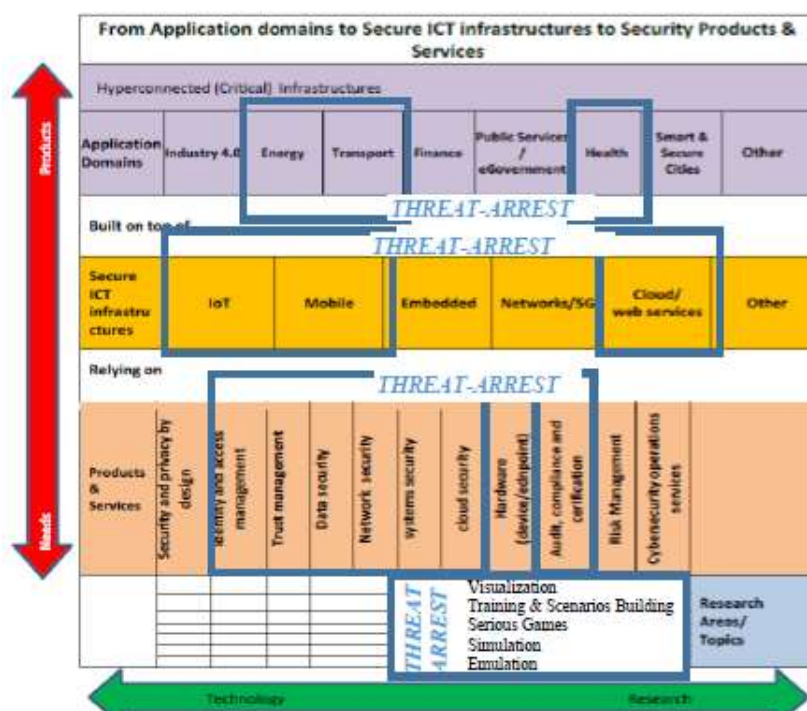 From Application domains to Secure ICT infrastructures to Security Products &
Services
Products
Hyperconnected (Critical) Infrastructures
Application
Domains
Industry 4.0
Energy
Transport
Finance
Public Services
/
eGovernment
Health
Smart &
Secure
Cities
Other
THREAT-ARREST
Built on top of
THREAT-ARREST
Secure
ICT
infrastru
ctures
IoT
Mobile
Embedded
Networks/5G
Cloud/
web services
Other
Relying on
THREAT-ARREST
Needs
Products
&
Services
Security and privacy by
design
Identity and access
management
Trust management
Data security
Network security
systems security
cloud security
Hardware
(device/ednpoint)
Audit, compliance and
cerification
Risk Management
Cybersecurity operations
services
THREAT
ARREST
Visualization
Training & Scenarios Building
Serious Games
Simulation
Emulation
Research
Areas/
Topics
Technology
Research